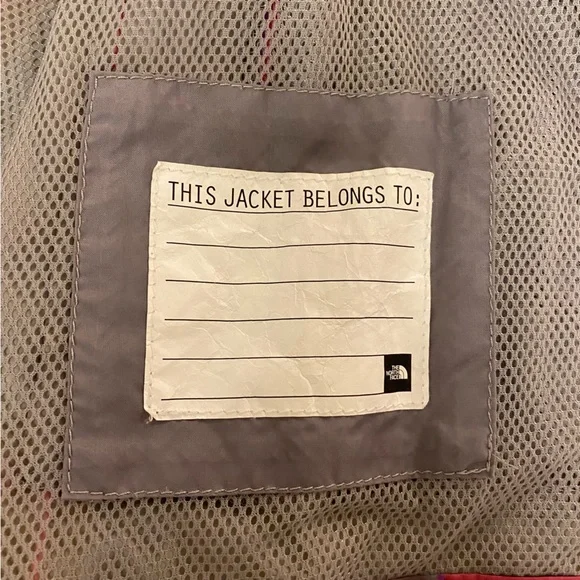 THIS JACKET BELONGS TO:
THE
NORTH
FACE